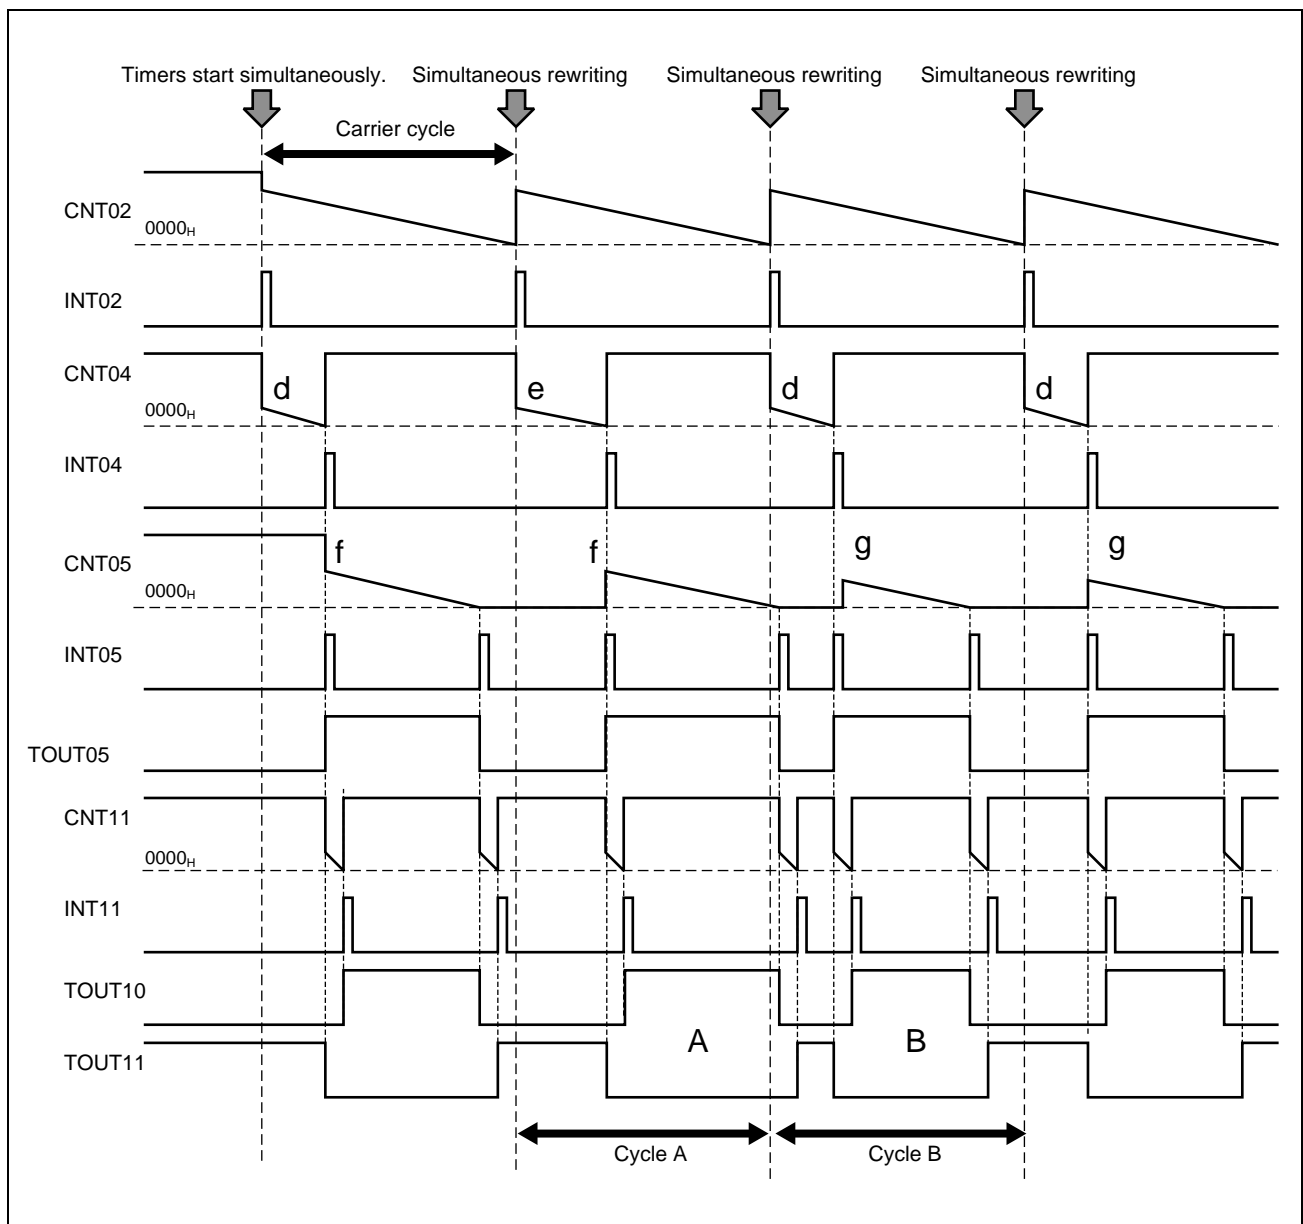 Timers start simultaneously. Simultaneous rewriting Simultaneous rewriting Simultaneous rewriting
Carrier cycle
CNT02
0000H
INT02
CNT04
d e d d
0000H
INT04
f f g g
CNT05
0000H
INT05
TOUT05
CNT11
0000H
INT11
TOUT10
A B
TOUT11
Cycle A Cycle B